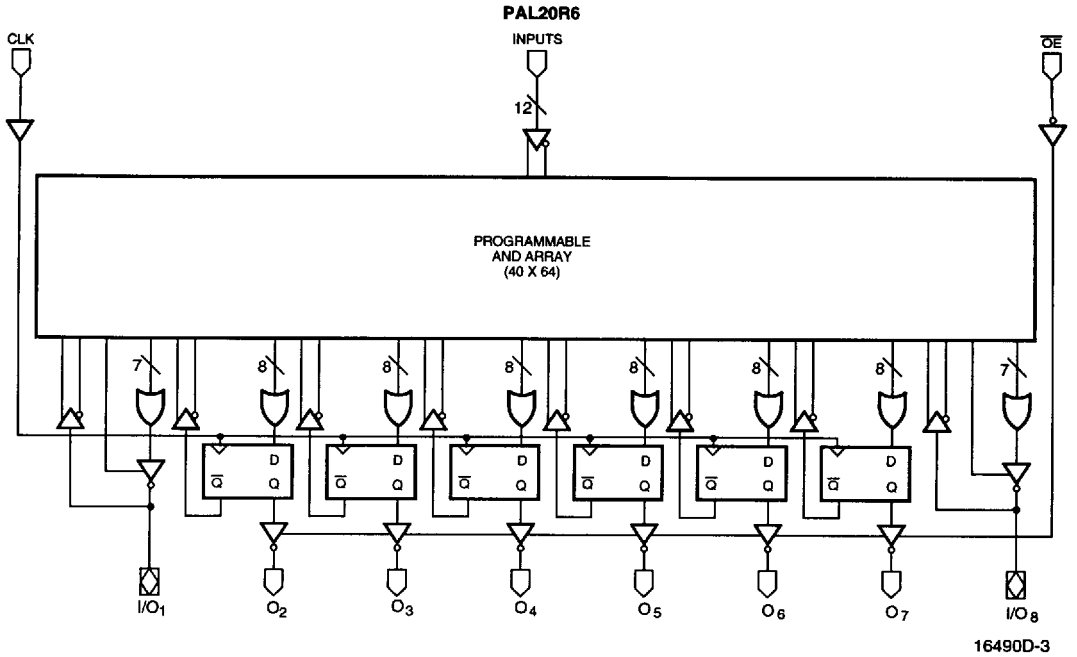 PAL20R6
CLK
INPUTS
OE
12
PROGRAMMABLE
AND ARRAY
(40 X 64)
7 8 8 8 8 8 8 7
D D D D D D
Q̅ Q Q̅ Q Q̅ Q Q̅ Q Q̅ Q Q̅ Q
I/O1 O2 O3 O4 O5 O6 O7 I/O8
16490D-3